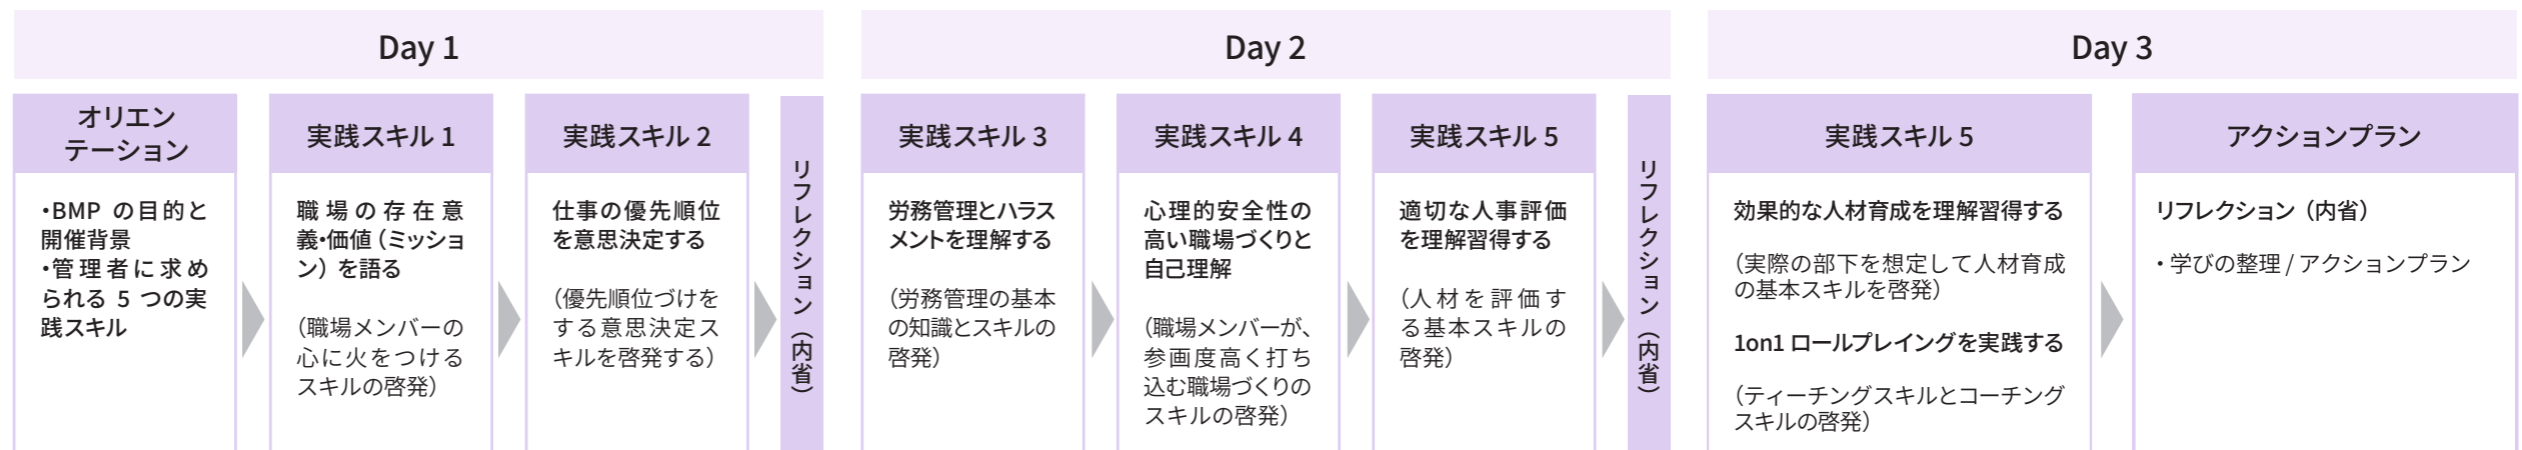 Day 1
オリエン
テーション
・BMP の目的と
開催背景
・管理者に求め
られる 5 つの実
践スキル
実践スキル 1
職場の存在意
義・価値（ミッショ
ン）を語る
（職場メンバーの
心に火をつける
スキルの啓発）
実践スキル 2
仕事の優先順位
を意思決定する
（優先順位づけを
する意思決定ス
キルを啓発する）
リフレクション（内省）
Day 2
実践スキル 3
労務管理とハラス
メントを理解する
（労務管理の基本
の知識とスキルの
啓発）
実践スキル 4
心理的安全性の
高い職場づくりと
自己理解
（職場メンバーが、
参画度高く打ち
込む職場づくりの
スキルの啓発）
実践スキル 5
適切な人事評価
を理解習得する
（人材を評価す
る基本スキルの
啓発）
リフレクション（内省）
Day 3
実践スキル 5
効果的な人材育成を理解習得する
（実際の部下を想定して人材育成
の基本スキルを啓発）
1on1 ロールプレイングを実践する
（ティーチングスキルとコーチング
スキルの啓発）
アクションプラン
リフレクション（内省）
・学びの整理 / アクションプラン